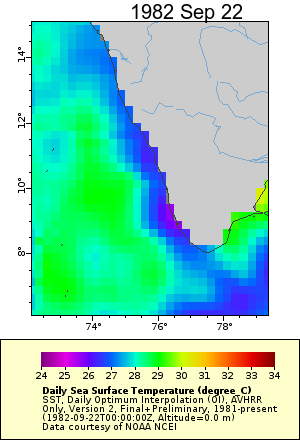 1982 Sep 22
14°
12°
10°
8°
74°
76°
78°
24 25 26 27 28 29 30 31 32 33 34
Daily Sea Surface Temperature (degree_C)
SST, Daily Optimum Interpolation (OI), AVHRR
Only, Version 2, Final+Preliminary, 1981-present
(1982-09-22T00:00:00Z, Altitude=0.0 m)
Data courtesy of NOAA NCEI